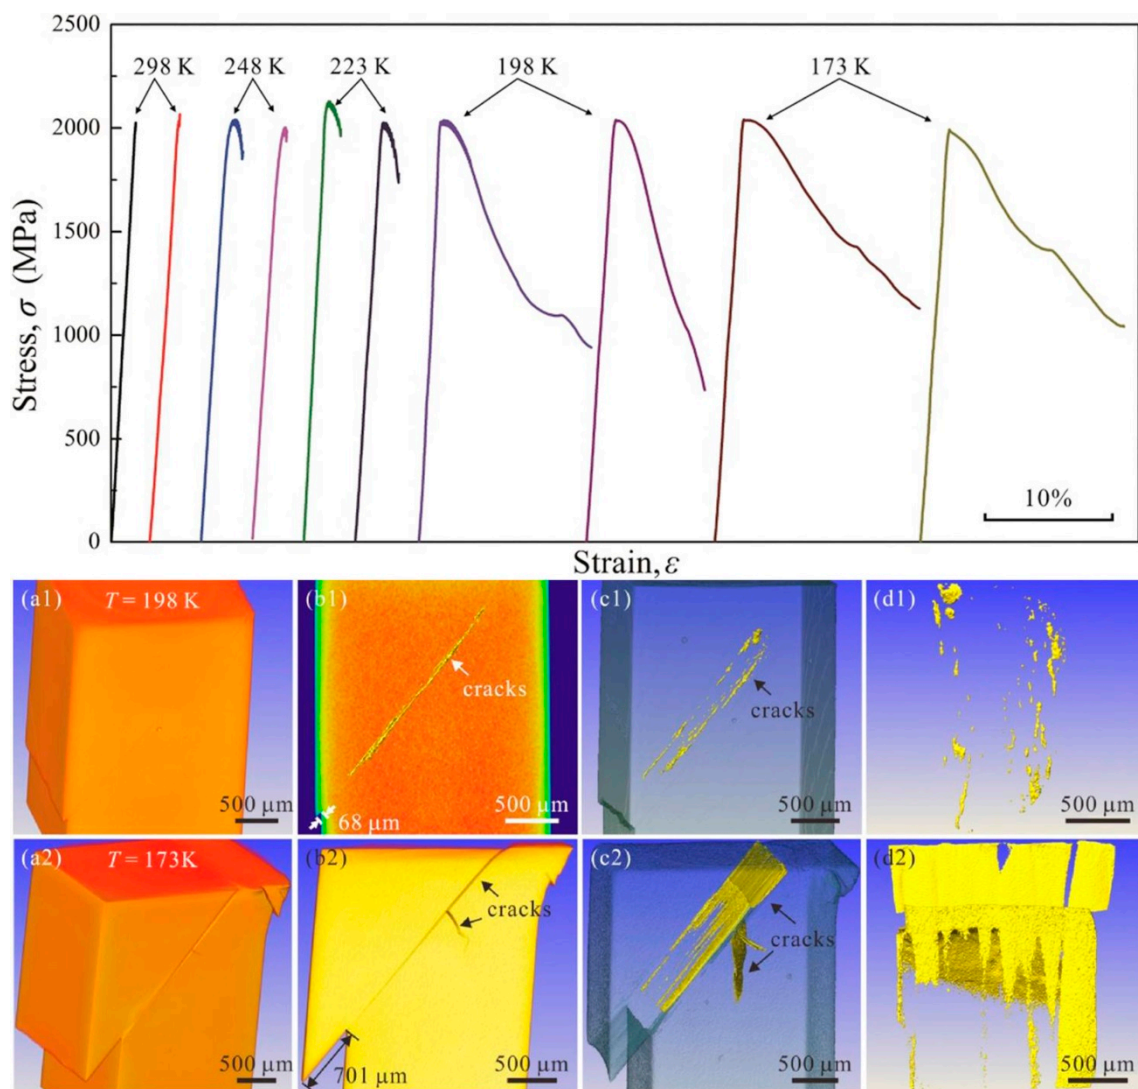 2500
2000
1500
1000
500
0
Stress, σ (MPa)
298 K
248 K
223 K
198 K
173 K
10%
Strain, ε
(a1)
T = 198 K
500 μm
(b1)
cracks
68 μm
500 μm
(c1)
cracks
500 μm
(d1)
500 μm
(a2)
T = 173K
500 μm
(b2)
cracks
701 μm
500 μm
(c2)
cracks
500 μm
(d2)
500 μm